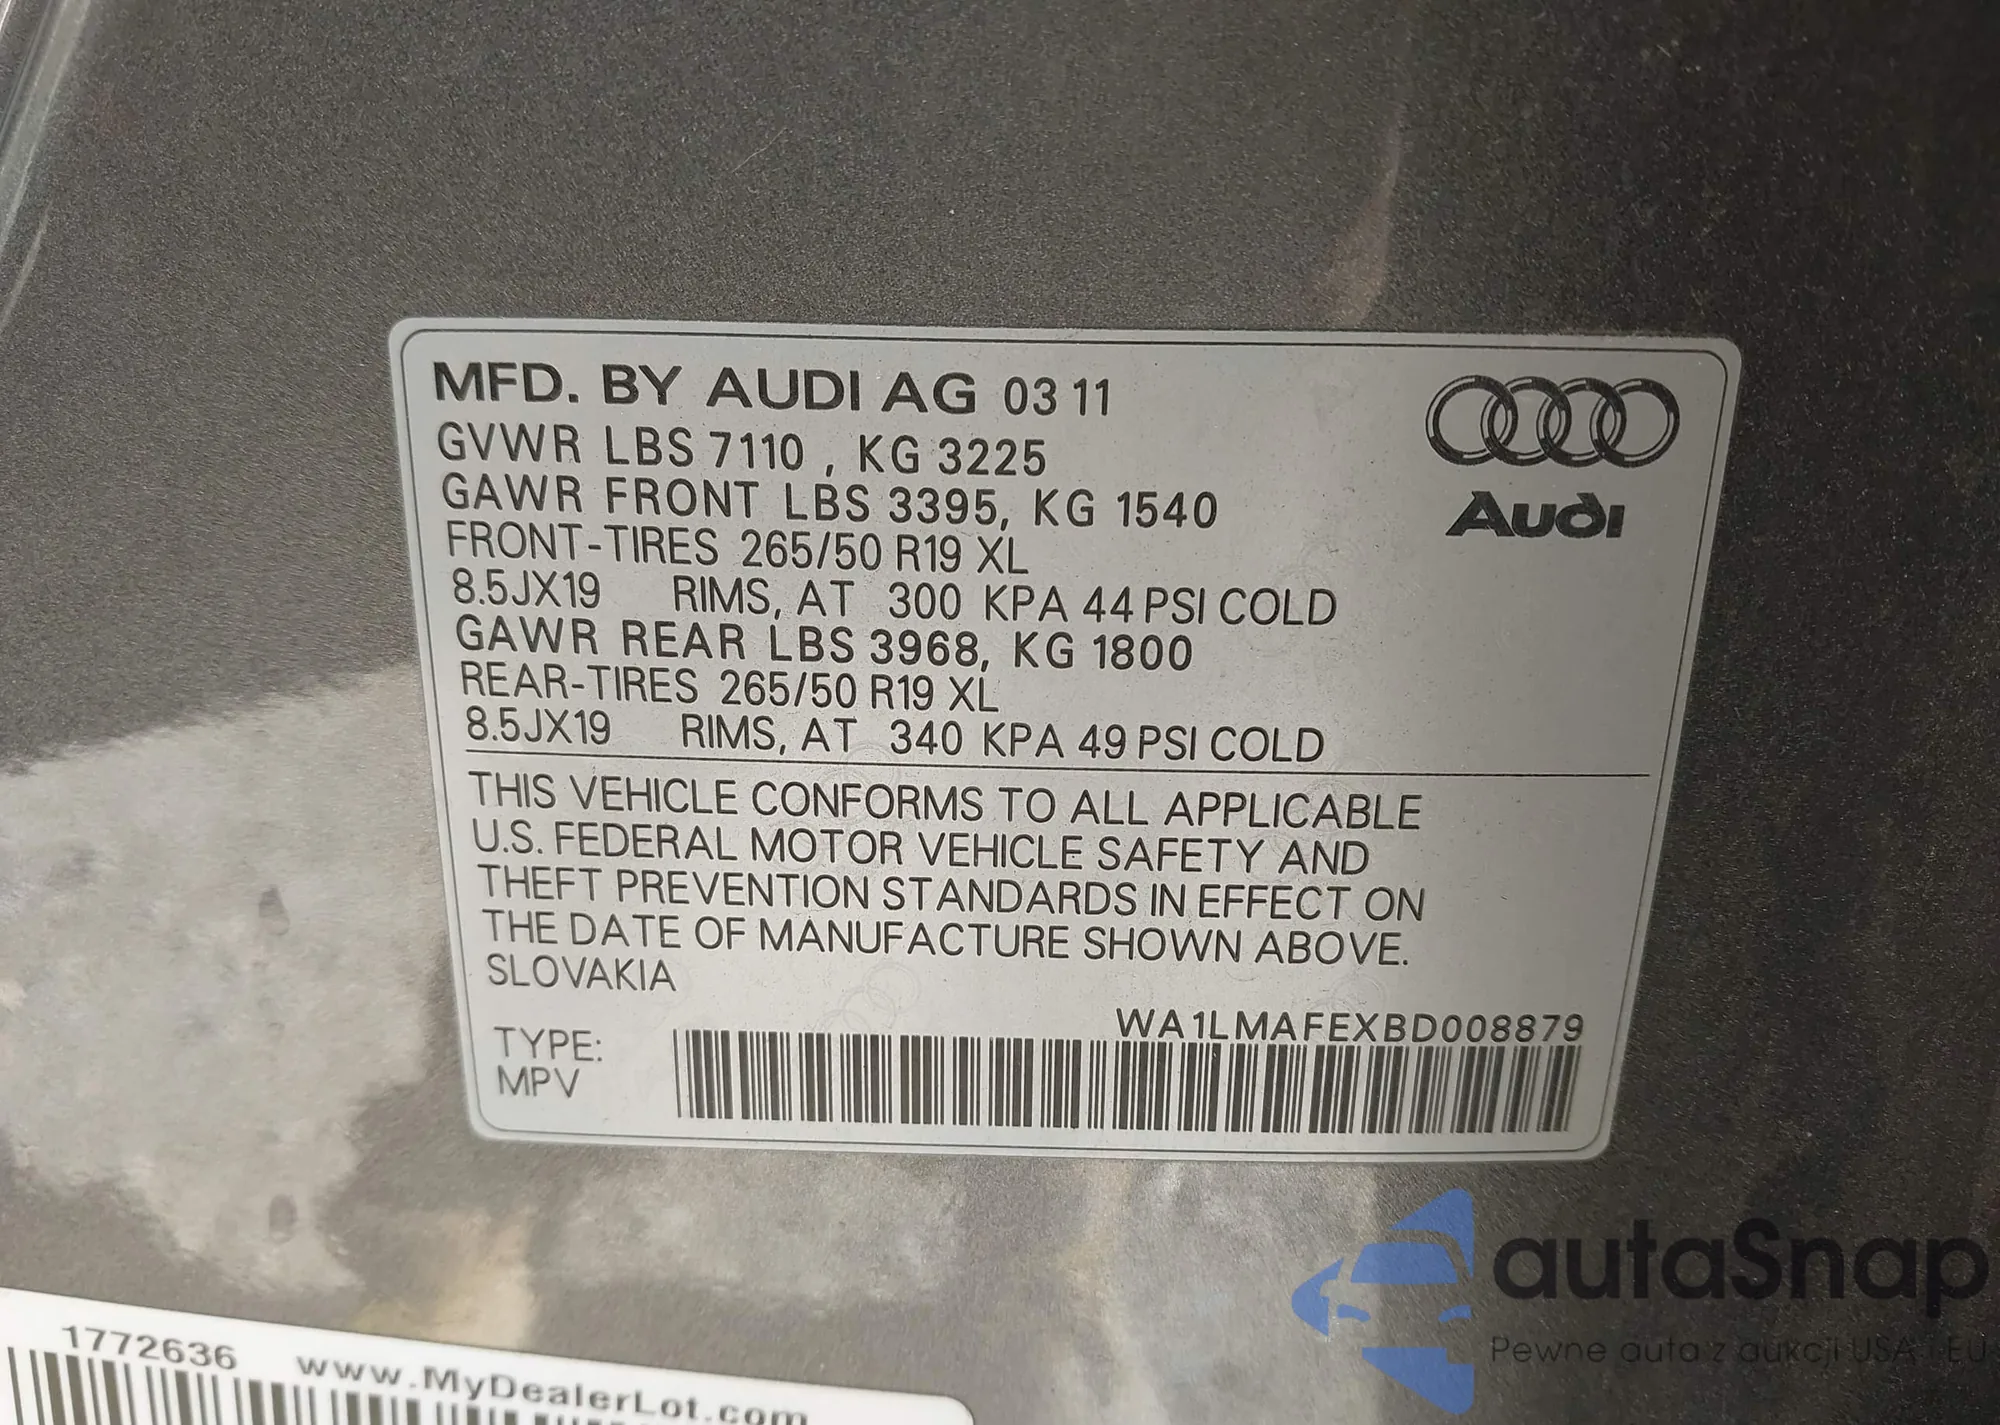 MFD. BY AUDI AG 03 11
GVWR LBS 7110 , KG 3225
GAWR FRONT LBS 3395, KG 1540
FRONT-TIRES 265/50 R19 XL
8.5JX19 RIMS, AT 300 KPA 44 PSI COLD
GAWR REAR LBS 3968, KG 1800
REAR-TIRES 265/50 R19 XL
8.5JX19 RIMS, AT 340 KPA 49 PSI COLD
Audi
THIS VEHICLE CONFORMS TO ALL APPLICABLE
U.S. FEDERAL MOTOR VEHICLE SAFETY AND
THEFT PREVENTION STANDARDS IN EFFECT ON
THE DATE OF MANUFACTURE SHOWN ABOVE.
SLOVAKIA
WA1LMAFEXBD008879
TYPE:
MPV
autaSnap
Pewne auta z aukcji USA i EU
1772636 www.MyDealerLot.com